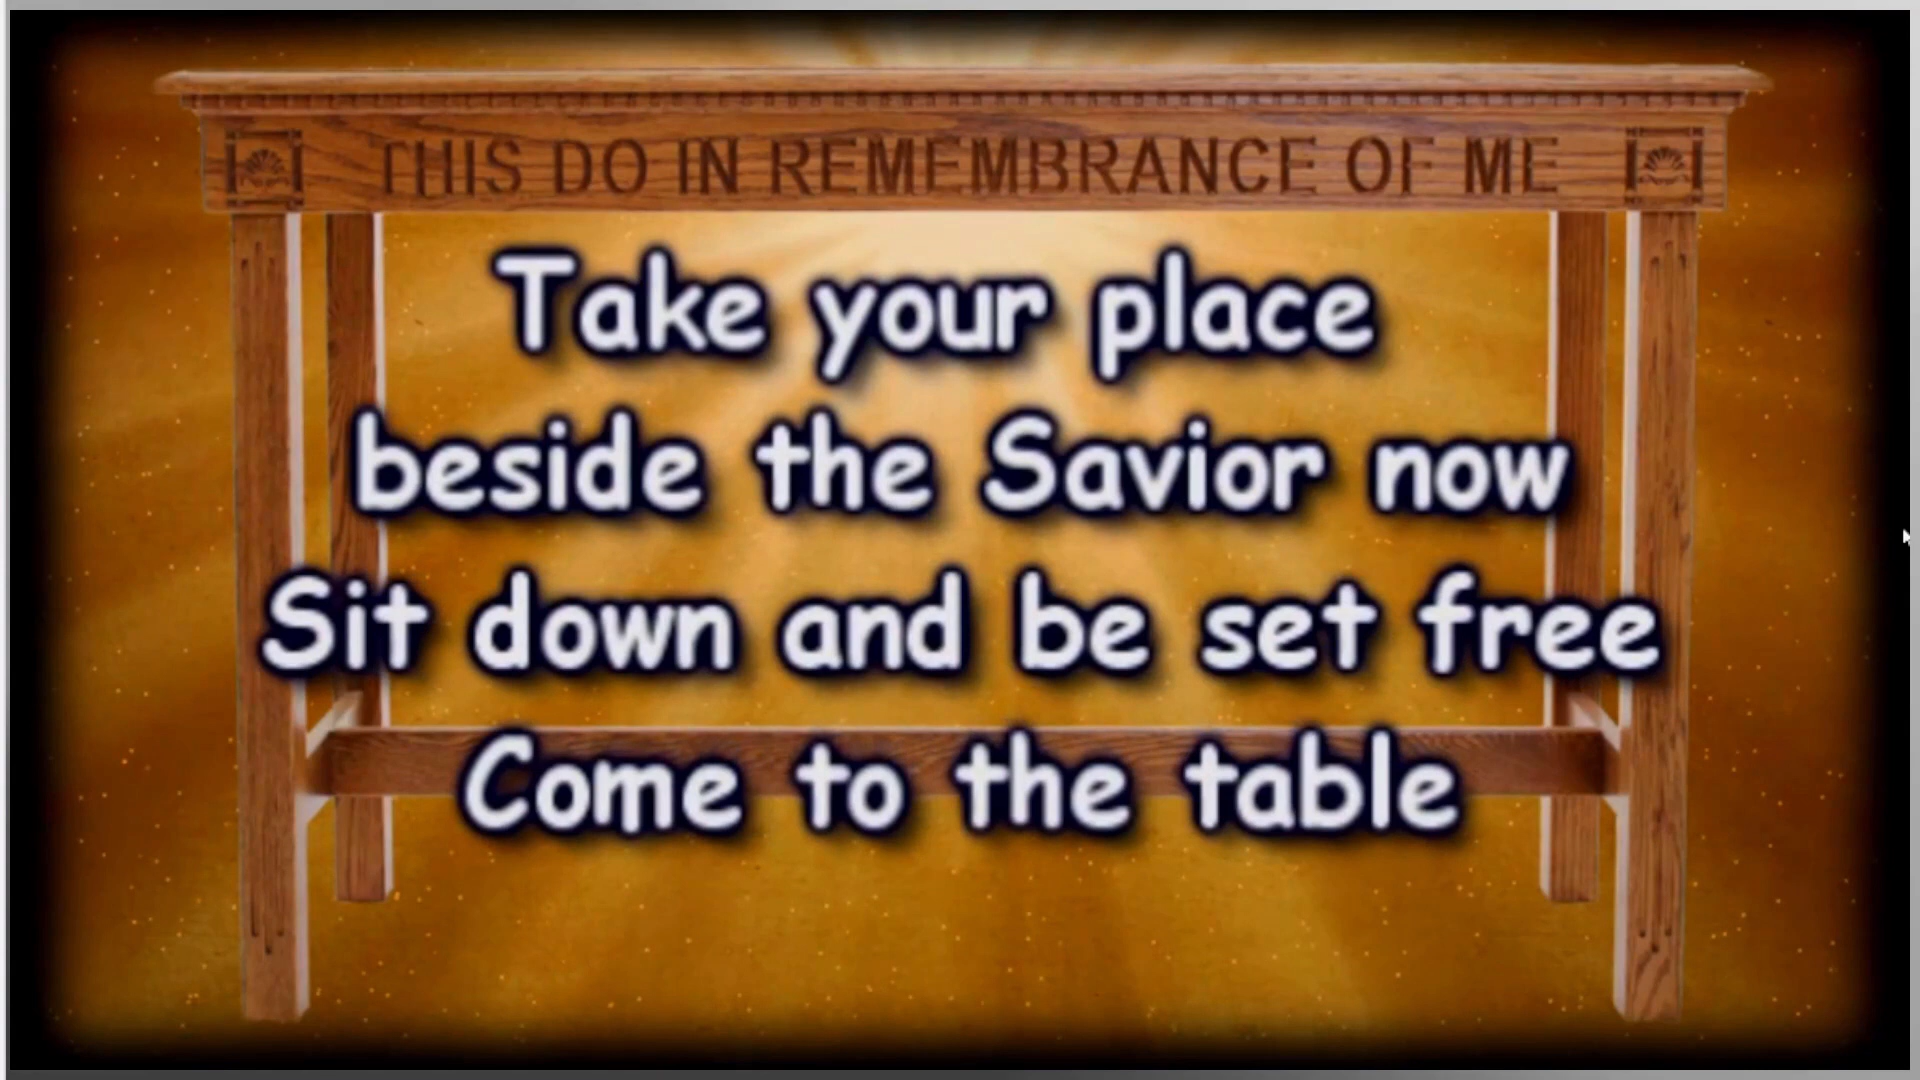 THIS DO IN REMEMBRANCE OF ME
Take your place
beside the Savior now
Sit down and be set free
Come to the table